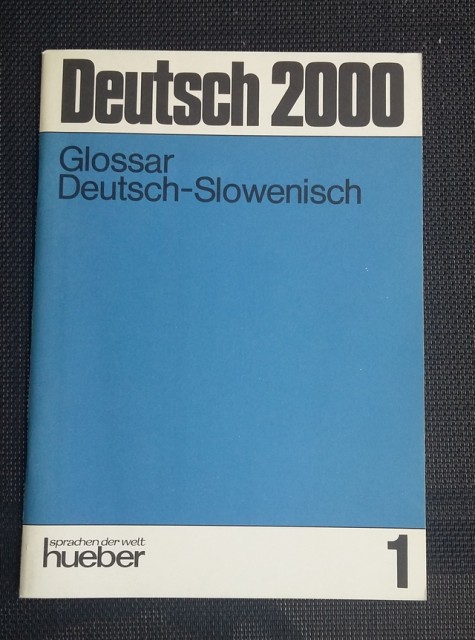 Deutsch 2000
Glossar
Deutsch-Slowenisch
sprachen der welt
hueber
1